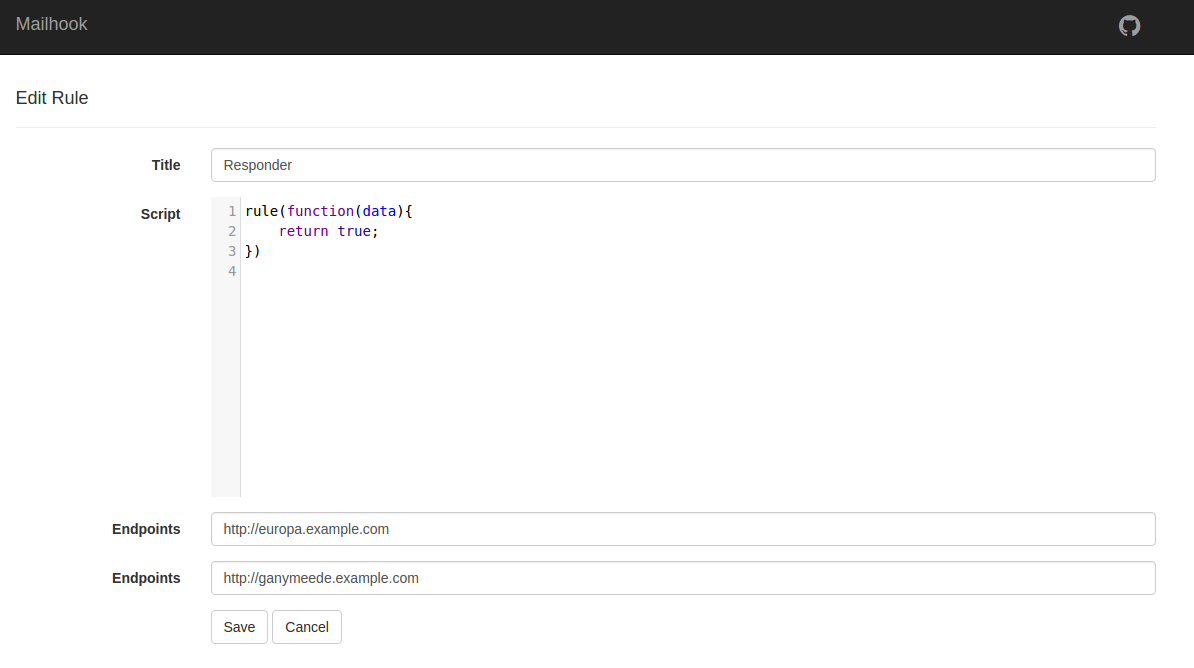 Mailhook
Edit Rule
Title Responder
Script
1 rule(function(data){
2     return true;
3 })
4
Endpoints http://europa.example.com
Endpoints http://ganymeede.example.com
Save Cancel